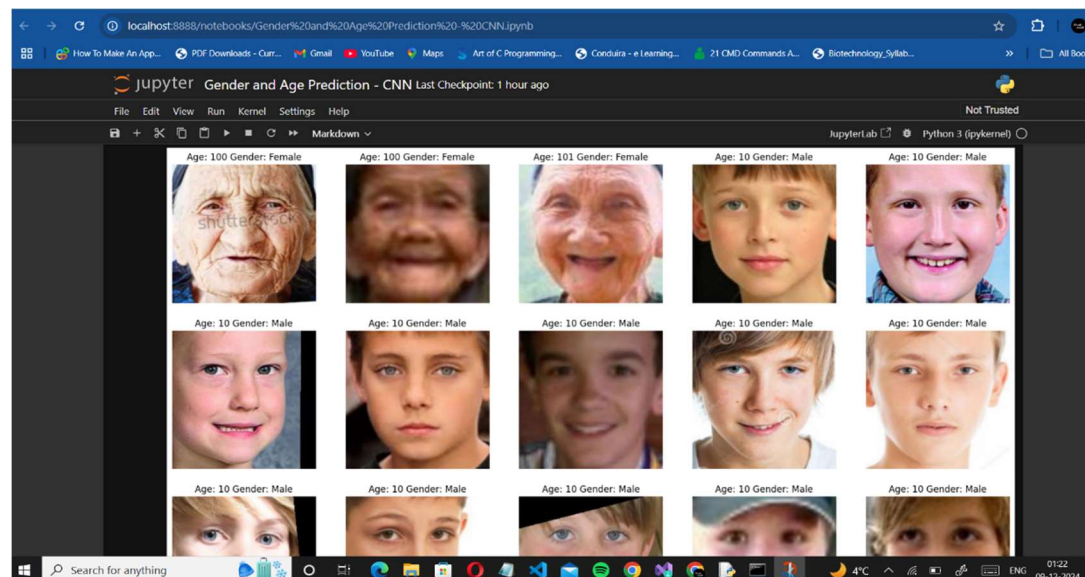 localhost:8888/notebooks/Gender%20and%20Age%20Prediction%20-%20CNN.ipynb
How To Make An App... PDF Downloads - Curr... Gmail YouTube Maps Art of C Programming... Conduira - e Learning... 21 CMD Commands A... Biotechnology_Syllab... » All Boo
jupyter Gender and Age Prediction - CNN Last Checkpoint: 1 hour ago
File Edit View Run Kernel Settings Help Not Trusted
Markdown JupyterLab Python 3 (ipykernel)
Age: 100 Gender: Female Age: 100 Gender: Female Age: 101 Gender: Female Age: 10 Gender: Male Age: 10 Gender: Male
shutterstock
Age: 10 Gender: Male Age: 10 Gender: Male Age: 10 Gender: Male Age: 10 Gender: Male Age: 10 Gender: Male
Age: 10 Gender: Male Age: 10 Gender: Male Age: 10 Gender: Male Age: 10 Gender: Male Age: 10 Gender: Male
Search for anything 4°C ENG 01:22
09-12-2024